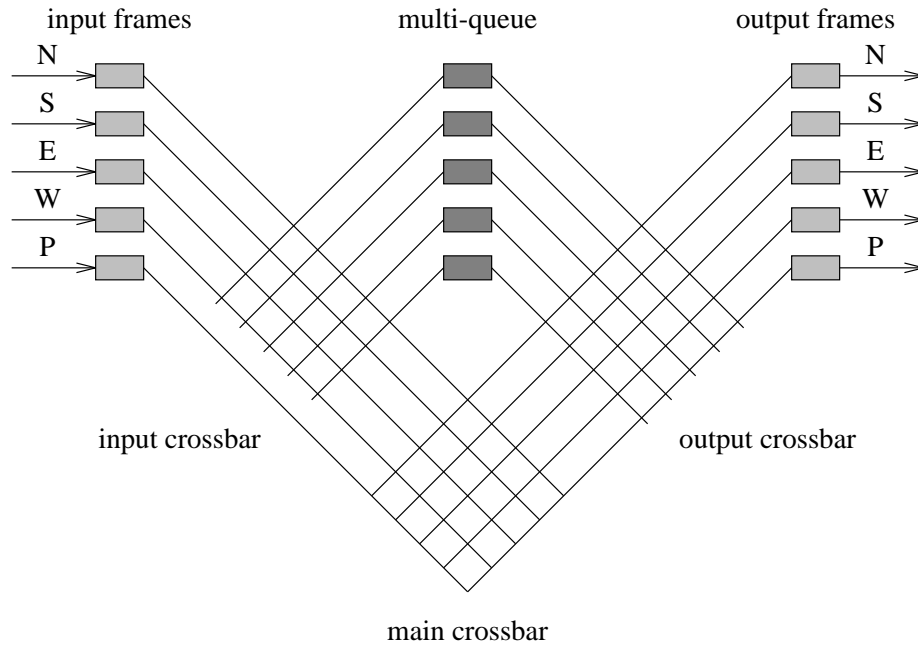 input frames multi-queue output frames
N N
S S
E E
W W
P P
input crossbar output crossbar
main crossbar